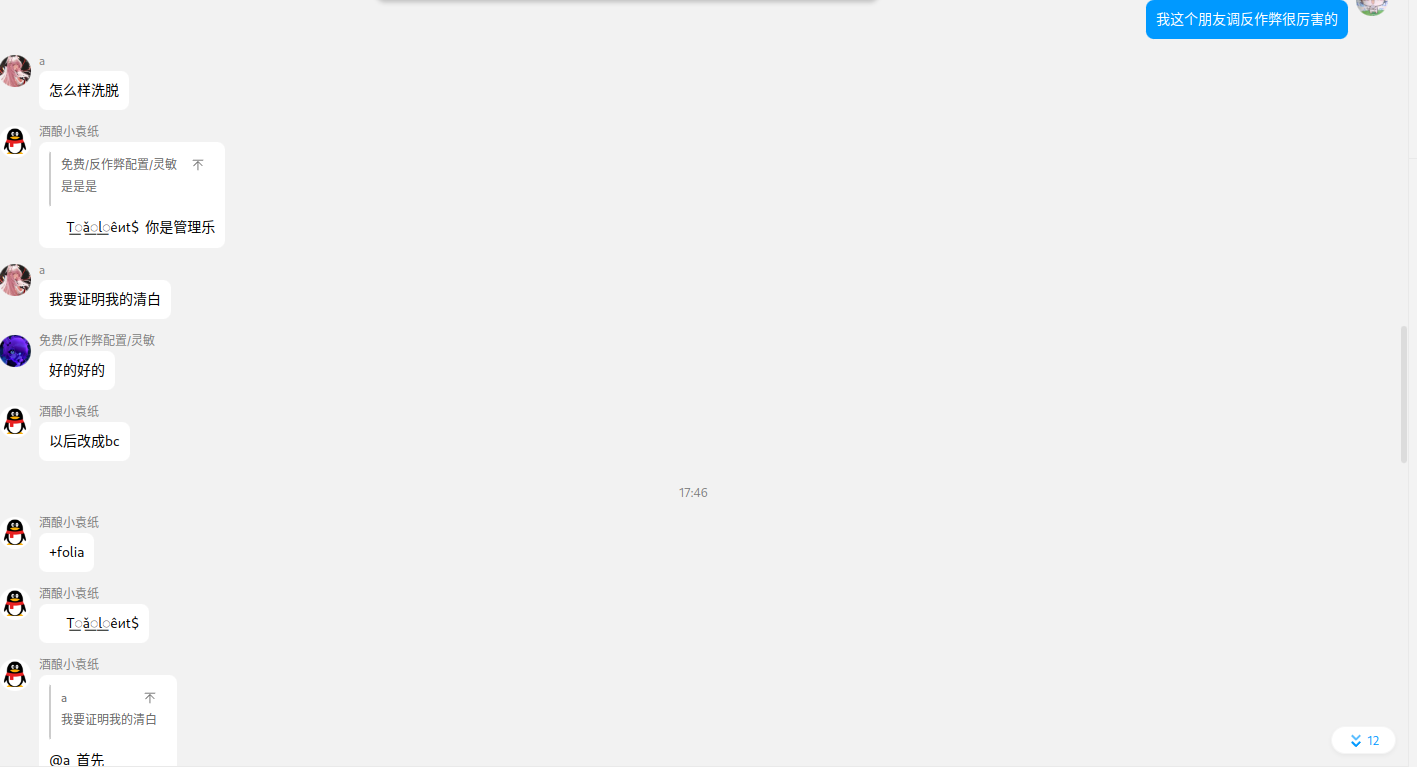 我这个朋友调反作弊很厉害的
a
怎么样洗脱
酒酿小袁纸
免费/反作弊配置/灵敏
是是是
T͟◌ă͟◌l͟◌êиt$ 你是管理乐
a
我要证明我的清白
免费/反作弊配置/灵敏
好的好的
酒酿小袁纸
以后改成bc
17:46
酒酿小袁纸
+folia
酒酿小袁纸
T͟◌ă͟◌l͟◌êиt$
酒酿小袁纸
a
我要证明我的清白
@a 首先
12